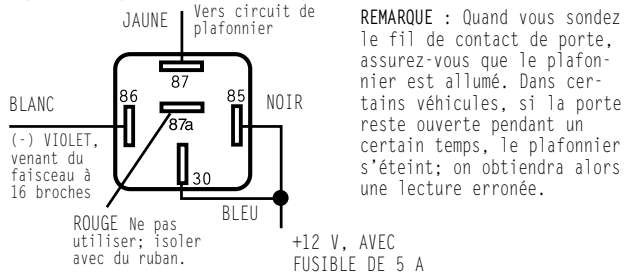 JAUNE
Vers circuit de
plafonnier
87
86
85
BLANC
NOIR
87a
(-) VIOLET,
venant du
faisceau à
16 broches
30
BLEU
ROUGE Ne pas
utiliser; isoler
avec du ruban.
+12 V, AVEC
FUSIBLE DE 5 A
REMARQUE : Quand vous sondez
le fil de contact de porte,
assurez-vous que le plafon-
nier est allumé. Dans cer-
tains véhicules, si la porte
reste ouverte pendant un
certain temps, le plafonnier
s'éteint; on obtiendra alors
une lecture erronée.